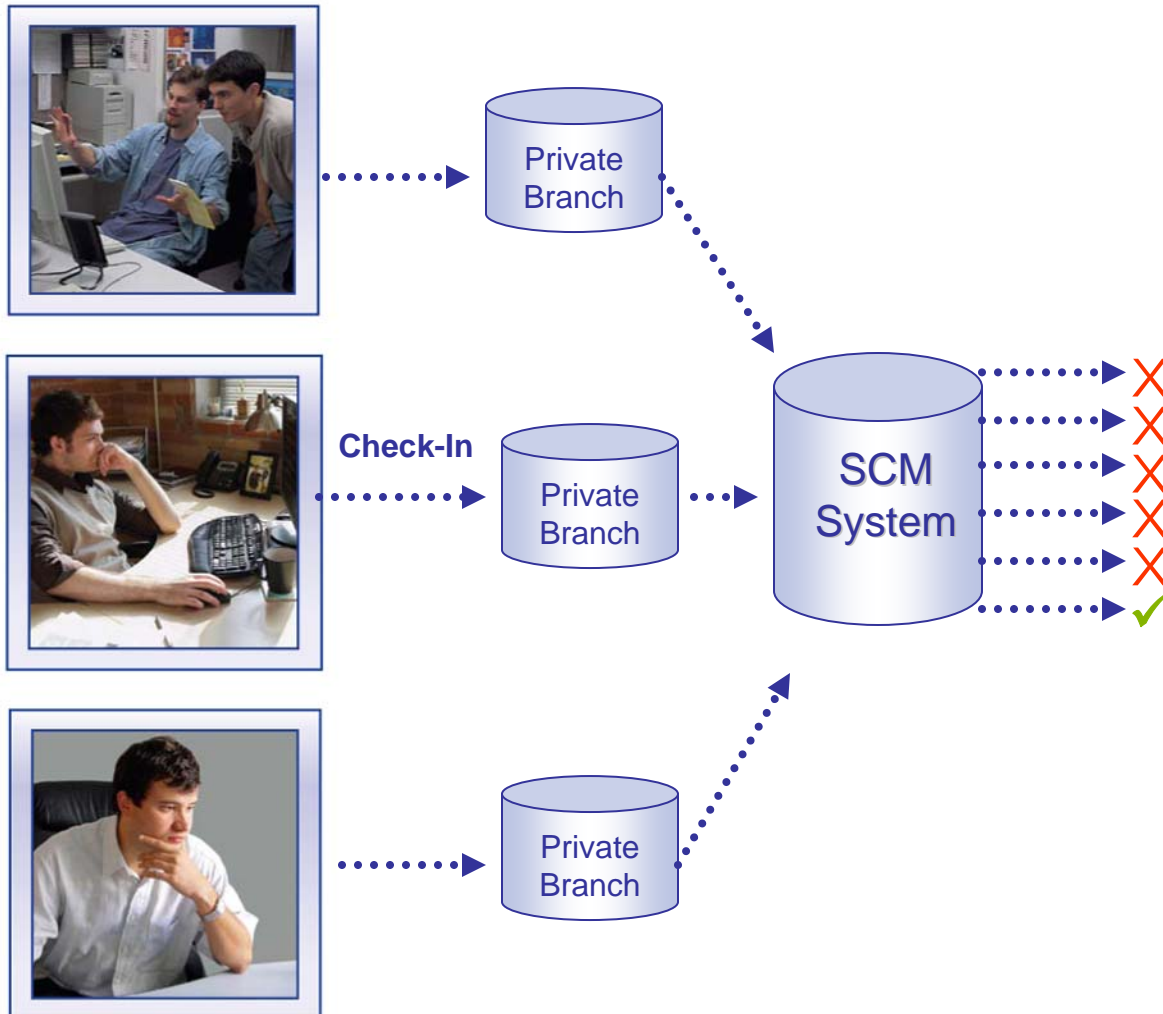 Private
Branch
Check-In
Private
Branch
SCM
System
Private
Branch